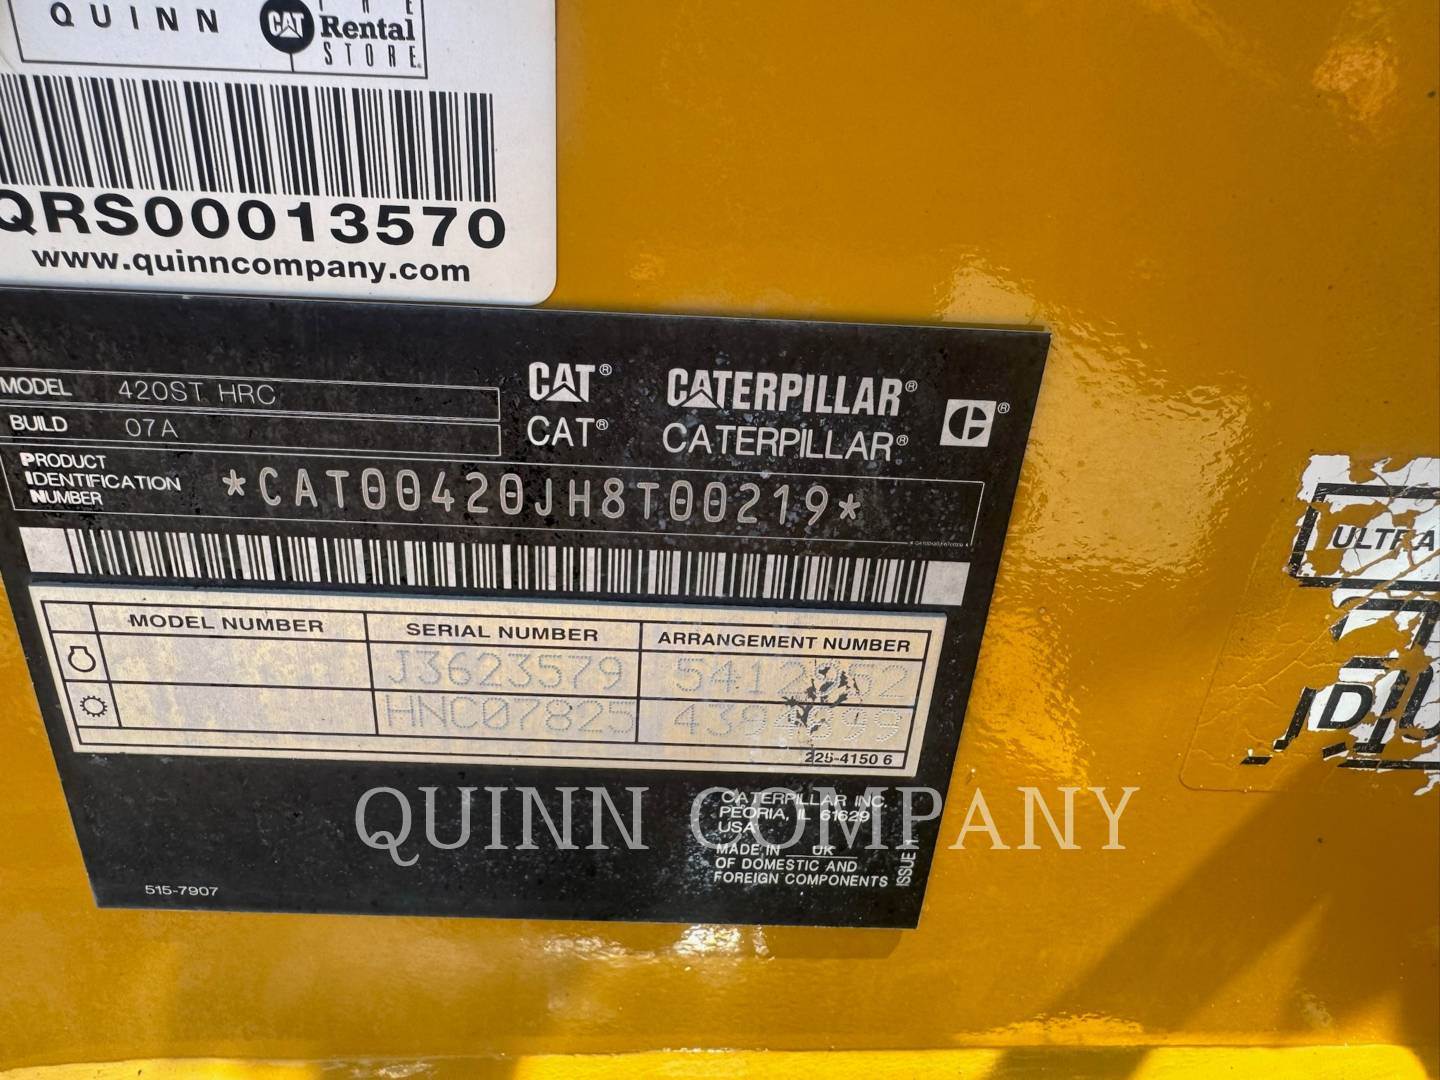 THE
QUINN CAT Rental
STORE
QRS00013570
www.quinncompany.com
MODEL 420ST HRC
BUILD 07A
CAT® CATERPILLAR®
CAT® CATERPILLAR® ®
PRODUCT
IDENTIFICATION
NUMBER
*CAT00420JH8T00219*
MODEL NUMBER SERIAL NUMBER ARRANGEMENT NUMBER
J3623579
HNC07825
225-4150 6
CATERPILLAR INC.
PEORIA, IL 61629
USA
MADE IN UK
OF DOMESTIC AND
FOREIGN COMPONENTS
515-7907
QUINN COMPANY
ULTRA